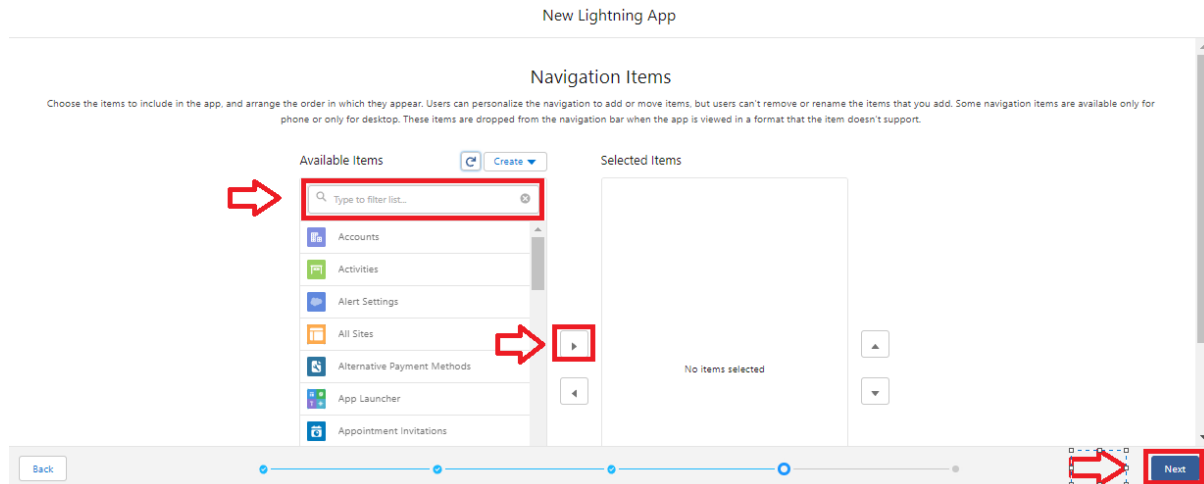 New Lightning App
Navigation Items
Choose the items to include in the app, and arrange the order in which they appear. Users can personalize the navigation to add or move items, but users can't remove or rename the items that you add. Some navigation items are available only for
phone or only for desktop. These items are dropped from the navigation bar when the app is viewed in a format that the item doesn't support.
Available Items
Create
Selected Items
Type to filter list...
Accounts
Activities
Alert Settings
All Sites
Alternative Payment Methods
No items selected
App Launcher
Appointment Invitations
Back
Next